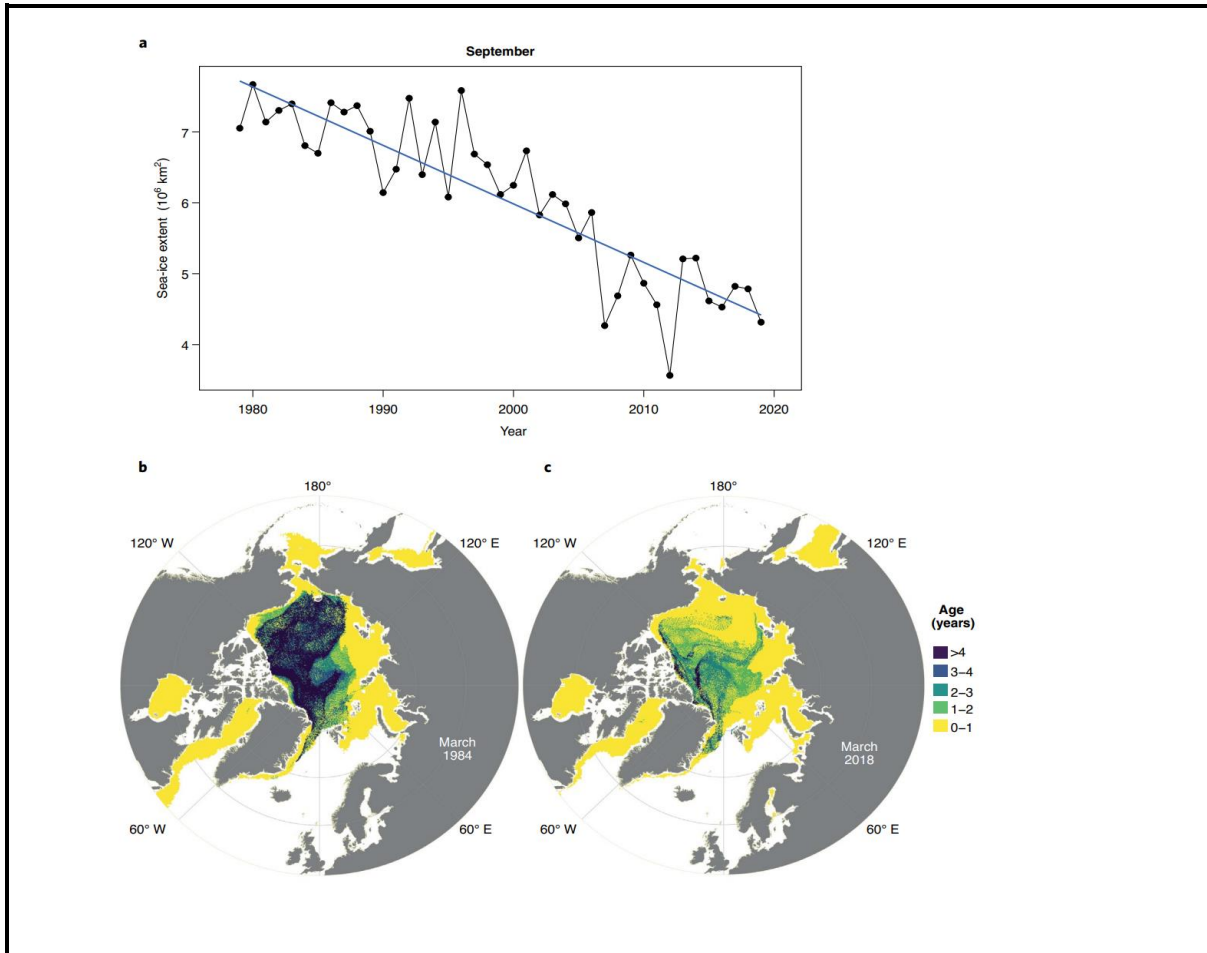 a
September
Sea-ice extent (10⁶ km²)
7
6
5
4
1980 1990 2000 2010 2020
Year
b c
180° 180°
120° W 120° E 120° W 120° E
Age
(years)
>4
3–4
2–3
1–2
0–1
March
1984
March
2018
60° W 60° E 60° W 60° E